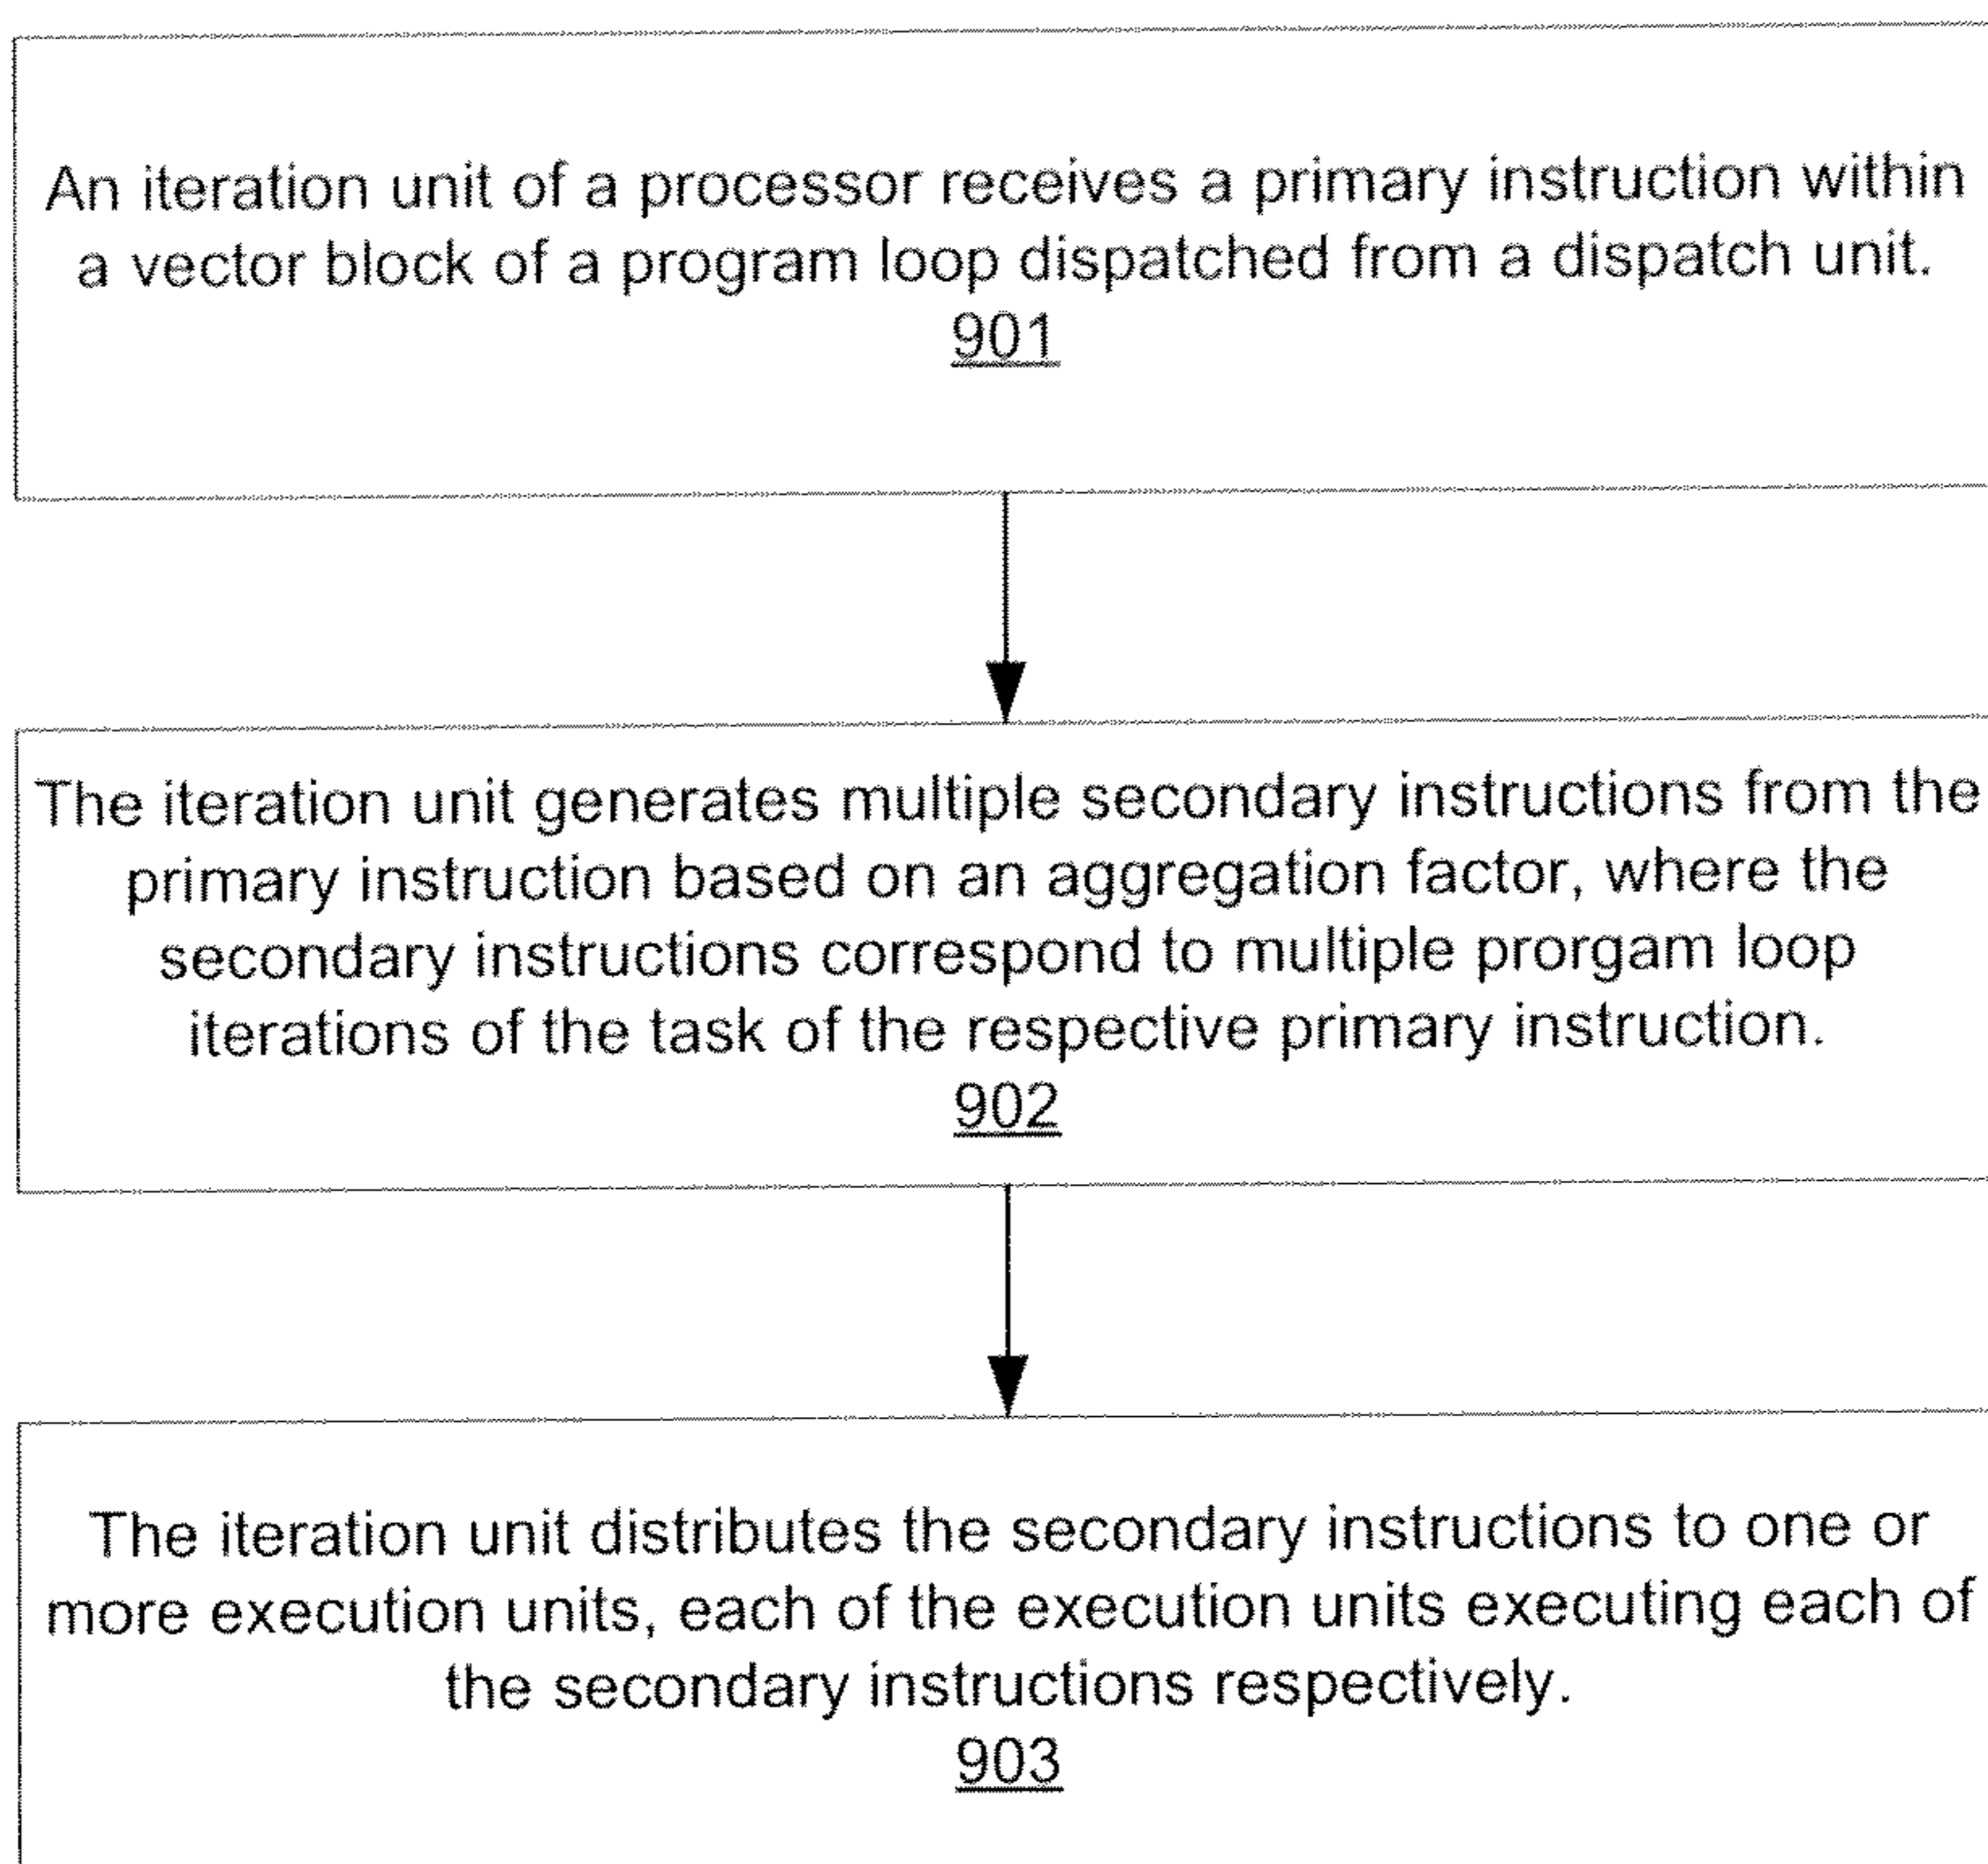 An iteration unit of a processor receives a primary instruction within
a vector block of a program loop dispatched from a dispatch unit.
901
The iteration unit generates multiple secondary instructions from the
primary instruction based on an aggregation factor, where the
secondary instructions correspond to multiple prorgam loop
iterations of the task of the respective primary instruction.
902
The iteration unit distributes the secondary instructions to one or
more execution units, each of the execution units executing each of
the secondary instructions respectively.
903